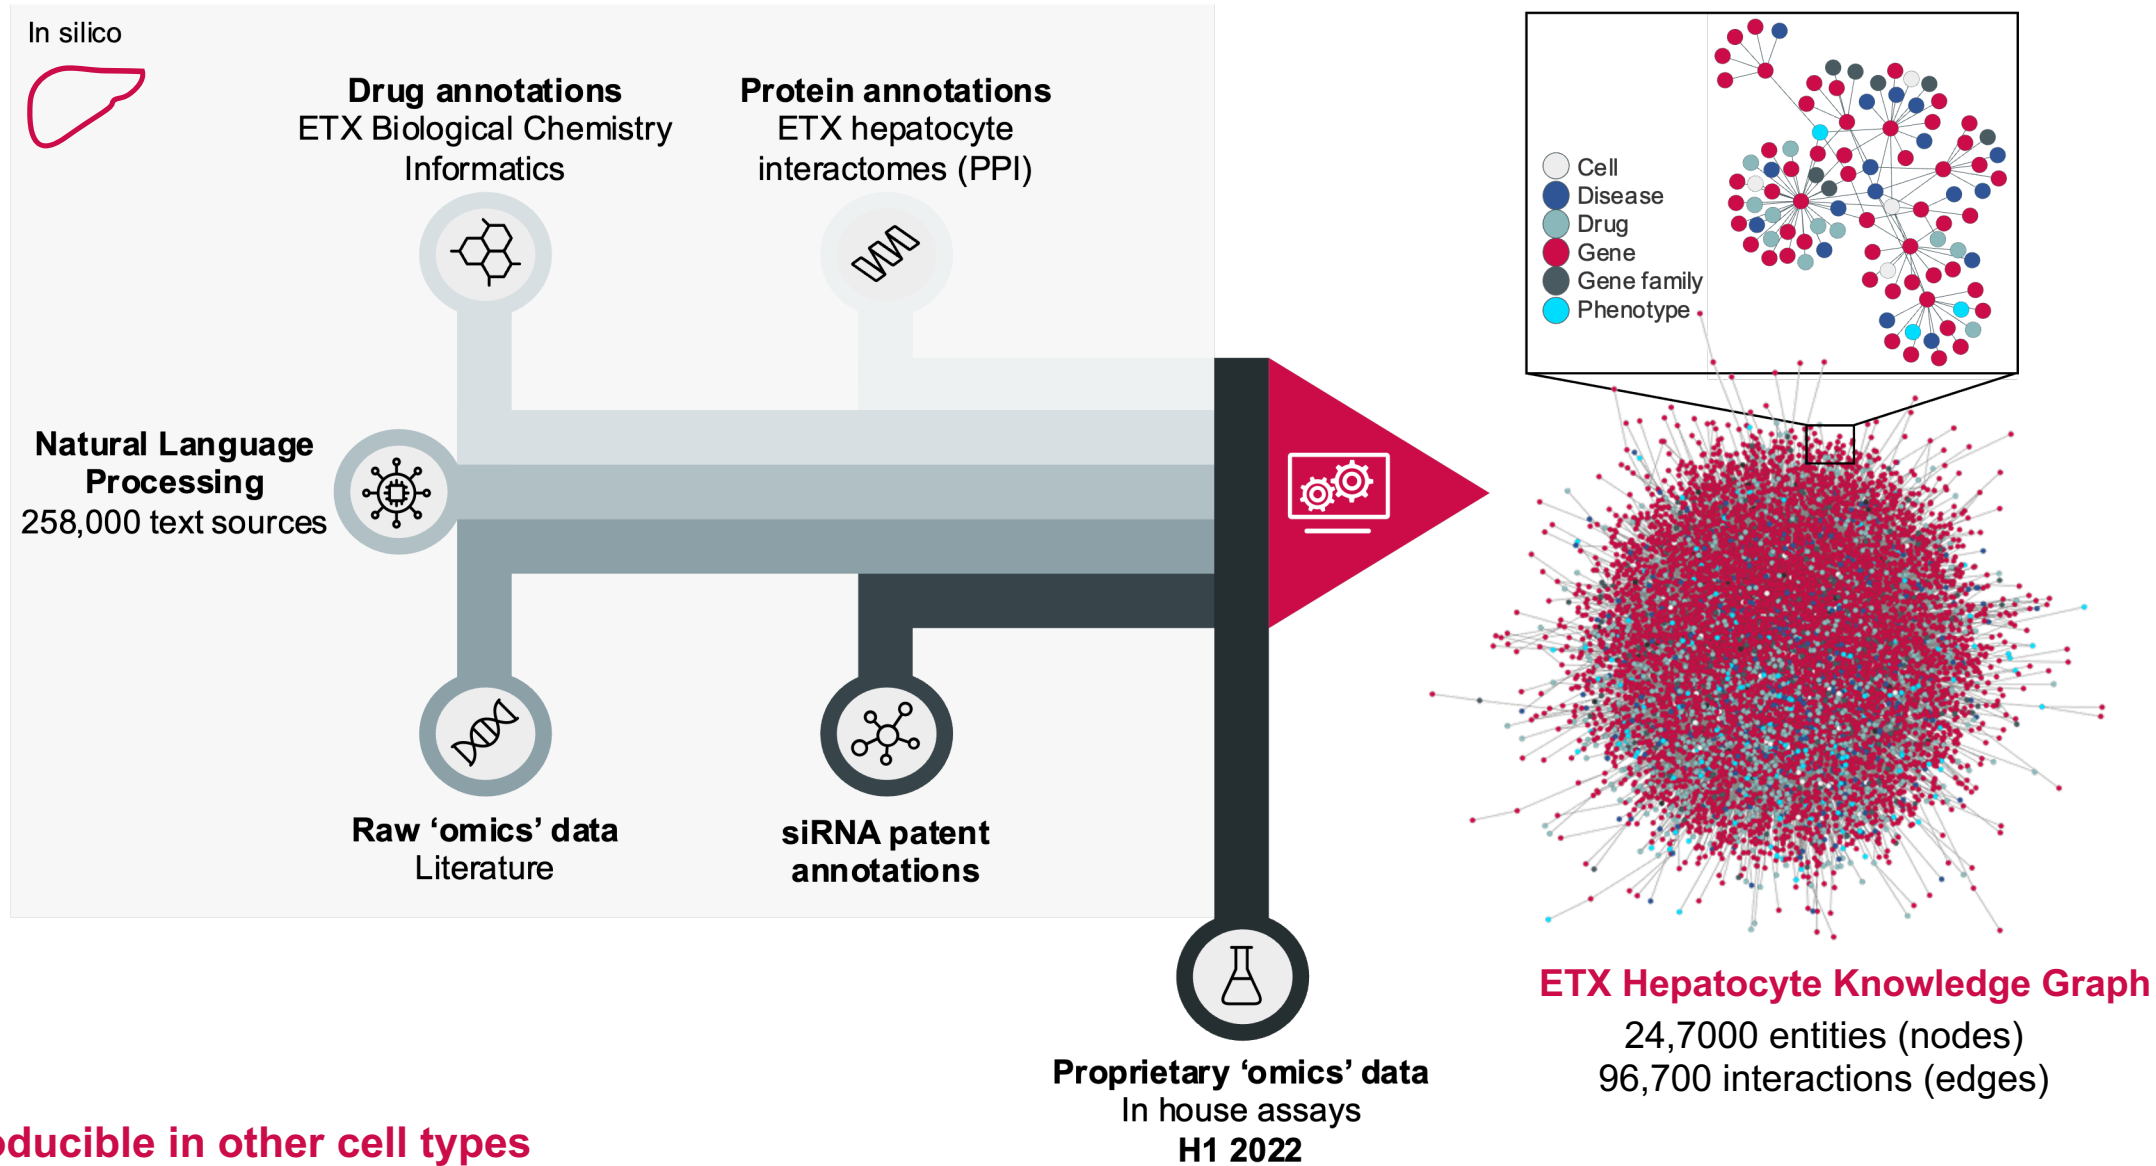 In silico
Drug annotations
ETX Biological Chemistry
Informatics
Protein annotations
ETX hepatocyte
interactomes (PPI)
Natural Language
Processing
258,000 text sources
Raw ‘omics’ data
Literature
siRNA patent
annotations
Proprietary ‘omics’ data
In house assays
H1 2022
Cell
Disease
Drug
Gene
Gene family
Phenotype
ETX Hepatocyte Knowledge Graph
24,7000 entities (nodes)
96,700 interactions (edges)
oducible in other cell types